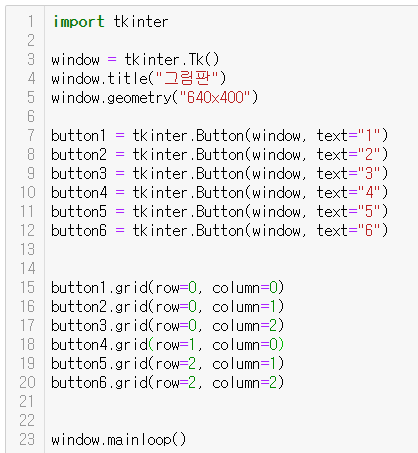 1 import tkinter
2
3 window = tkinter.Tk()
4 window.title("그림판")
5 window.geometry("640x400")
6
7 button1 = tkinter.Button(window, text="1")
8 button2 = tkinter.Button(window, text="2")
9 button3 = tkinter.Button(window, text="3")
10 button4 = tkinter.Button(window, text="4")
11 button5 = tkinter.Button(window, text="5")
12 button6 = tkinter.Button(window, text="6")
13
14
15 button1.grid(row=0, column=0)
16 button2.grid(row=0, column=1)
17 button3.grid(row=0, column=2)
18 button4.grid(row=1, column=0)
19 button5.grid(row=2, column=1)
20 button6.grid(row=2, column=2)
21
22
23 window.mainloop()